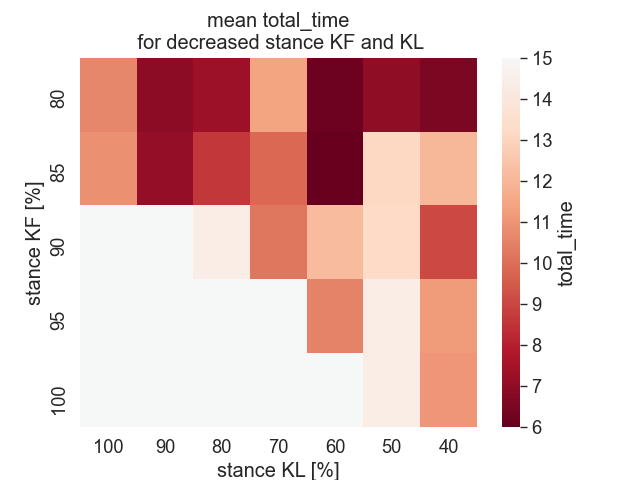 mean total_time
for decreased stance KF and KL
stance KF [%]
80
85
90
95
100
100 90 80 70 60 50 40
stance KL [%]
15
14
13
12
11
10
9
8
7
6
total_time